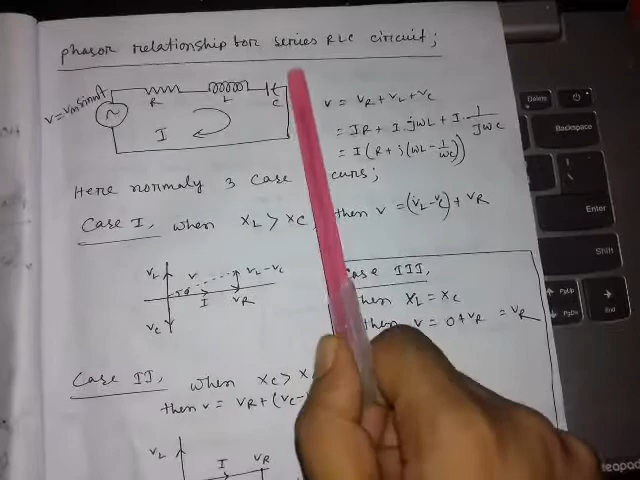 phasor relationship for series RLC circuit;
V=Vmsinωt
R
L
C
I
V = VR + VL + VC
= IR + I. jωL + I. 1/jωC
= I(R + j(ωL - 1/ωC))
Here normaly 3 case
curs;
Case I, when XL > XC, then V = (VL - VC) + VR
VL
V
VL-VC
I
VR
VC
Case III,
when XL = XC
then V = 0 + VR = VR
Case II, when XC >
then V = VR + (VC-
VL
I
VR
Delete
Backspace
Enter
Shift
PgUp
PgDn
End